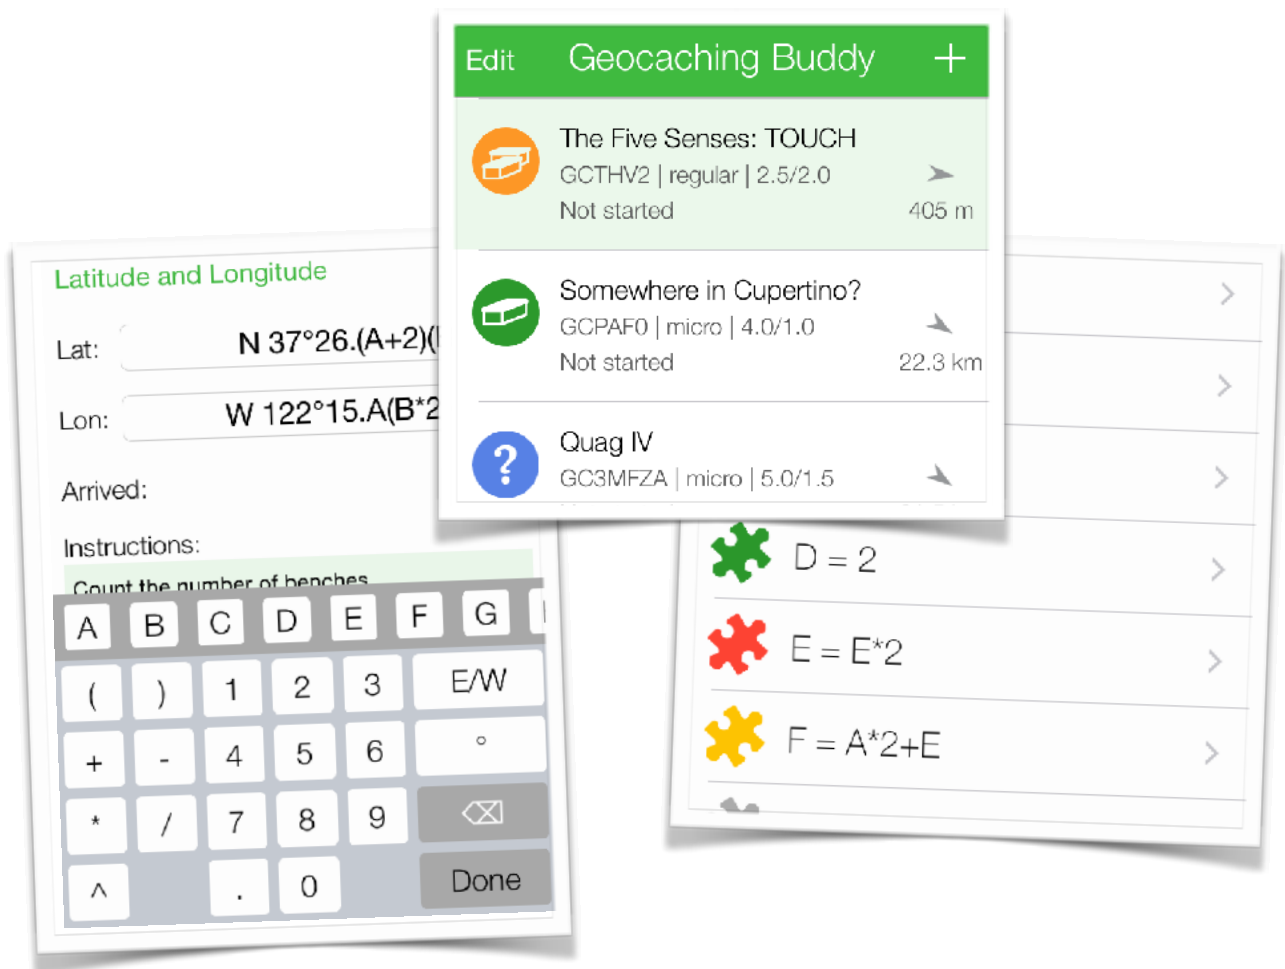 Edit Geocaching Buddy +
The Five Senses: TOUCH
GCTHV2 | regular | 2.5/2.0
Not started 405 m
Somewhere in Cupertino?
GCPAF0 | micro | 4.0/1.0
Not started 22.3 km
?
Quag IV
GC3MFZA | micro | 5.0/1.5
Latitude and Longitude
Lat: N 37°26.(A+2)(
Lon: W 122°15.A(B*2
Arrived:
Instructions:
Count the number of benches
A B C D E F G
( ) 1 2 3 E/W
+ - 4 5 6 °
* / 7 8 9
^ . 0 Done
D = 2
E = E*2
F = A*2+E